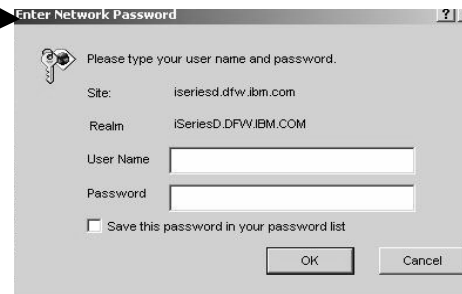 Enter Network Password
Please type your user name and password.
Site: iseriesd.dfw.ibm.com
Realm iSeriesD.DFW.IBM.COM
User Name
Password
Save this password in your password list
OK Cancel